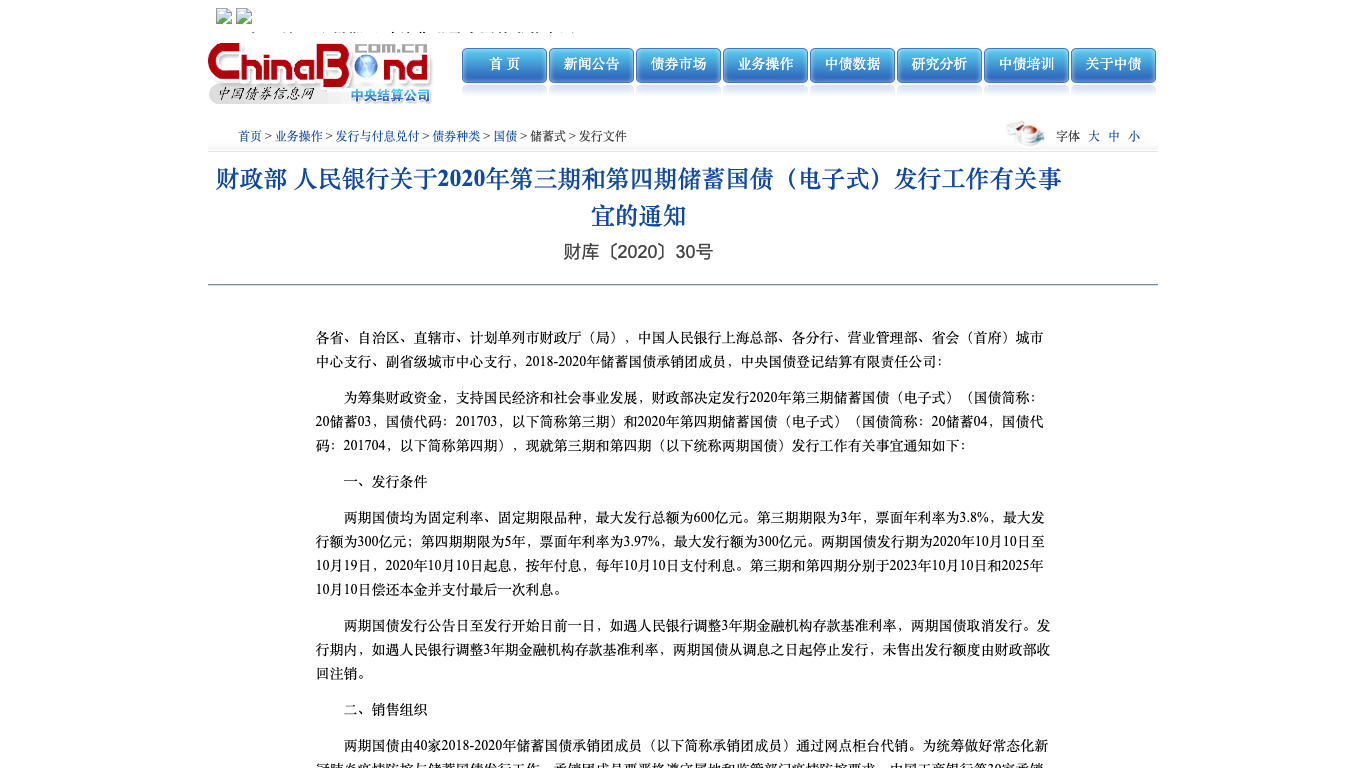 com.cn
ChinaBond
中国债券信息网
中央结算公司
首 页
新闻公告
债券市场
业务操作
中债数据
研究分析
中债培训
关于中债
首页 > 业务操作 > 发行与付息兑付 > 债券种类 > 国债 > 储蓄式 > 发行文件
字体 大 中 小
财政部 人民银行关于2020年第三期和第四期储蓄国债（电子式）发行工作有关事
宜的通知
财库〔2020〕30号
各省、自治区、直辖市、计划单列市财政厅（局），中国人民银行上海总部、各分行、营业管理部、省会（首府）城市
中心支行、副省级城市中心支行，2018-2020年储蓄国债承销团成员，中央国债登记结算有限责任公司：
为筹集财政资金，支持国民经济和社会事业发展，财政部决定发行2020年第三期储蓄国债（电子式）（国债简称：
20储蓄03，国债代码：201703，以下简称第三期）和2020年第四期储蓄国债（电子式）（国债简称：20储蓄04，国债代
码：201704，以下简称第四期），现就第三期和第四期（以下统称两期国债）发行工作有关事宜通知如下：
一、发行条件
两期国债均为固定利率、固定期限品种，最大发行总额为600亿元。第三期期限为3年，票面年利率为3.8%，最大发
行额为300亿元；第四期期限为5年，票面年利率为3.97%，最大发行额为300亿元。两期国债发行期为2020年10月10日至
10月19日，2020年10月10日起息，按年付息，每年10月10日支付利息。第三期和第四期分别于2023年10月10日和2025年
10月10日偿还本金并支付最后一次利息。
两期国债发行公告日至发行开始日前一日，如遇人民银行调整3年期金融机构存款基准利率，两期国债取消发行。发
行期内，如遇人民银行调整3年期金融机构存款基准利率，两期国债从调息之日起停止发行，未售出发行额度由财政部收
回注销。
二、销售组织
两期国债由40家2018-2020年储蓄国债承销团成员（以下简称承销团成员）通过网点柜台代销。为统筹做好常态化新